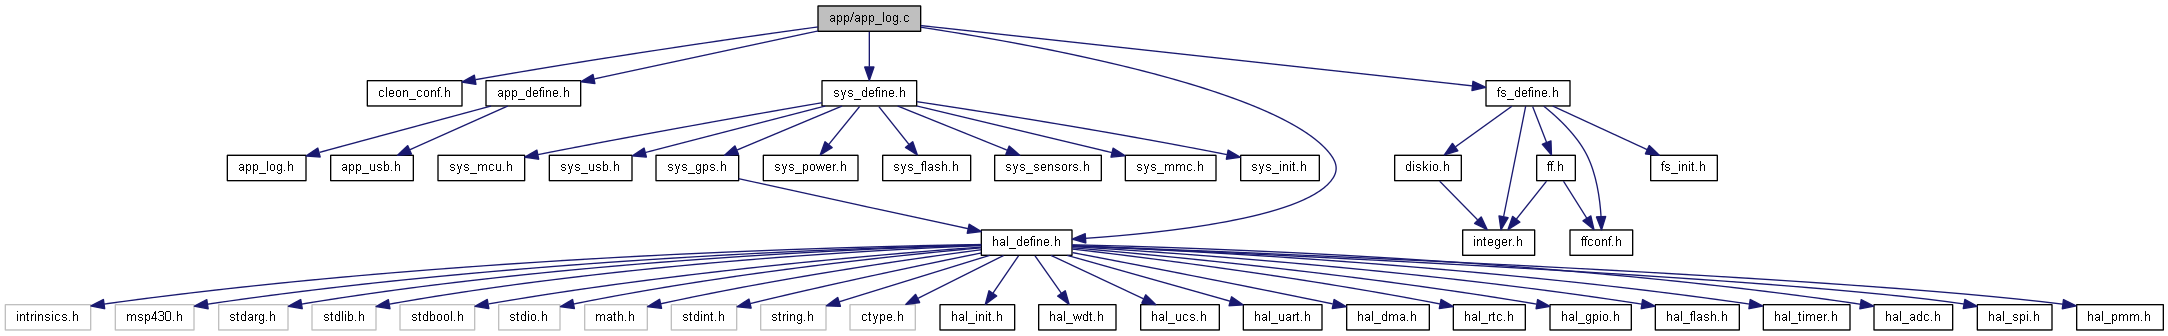 app/app_log.c
cleon_conf.h
app_define.h
sys_define.h
fs_define.h
app_log.h
app_usb.h
sys_mcu.h
sys_usb.h
sys_gps.h
sys_power.h
sys_flash.h
sys_sensors.h
sys_mmc.h
sys_init.h
diskio.h
ff.h
fs_init.h
hal_define.h
integer.h
ffconf.h
intrinsics.h
msp430.h
stdarg.h
stdlib.h
stdbool.h
stdio.h
math.h
stdint.h
string.h
ctype.h
hal_init.h
hal_wdt.h
hal_ucs.h
hal_uart.h
hal_dma.h
hal_rtc.h
hal_gpio.h
hal_flash.h
hal_timer.h
hal_adc.h
hal_spi.h
hal_pmm.h